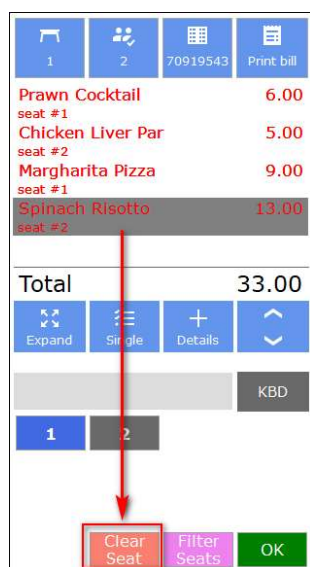 1
2
70919543
Print bill
Prawn Cocktail 6.00
seat #1
Chicken Liver Par 5.00
seat #2
Margharita Pizza 9.00
seat #1
Spinach Risotto 13.00
seat #2
Total 33.00
Expand
Single
Details
KBD
1
2
Clear
Seat
Filter
Seats
OK